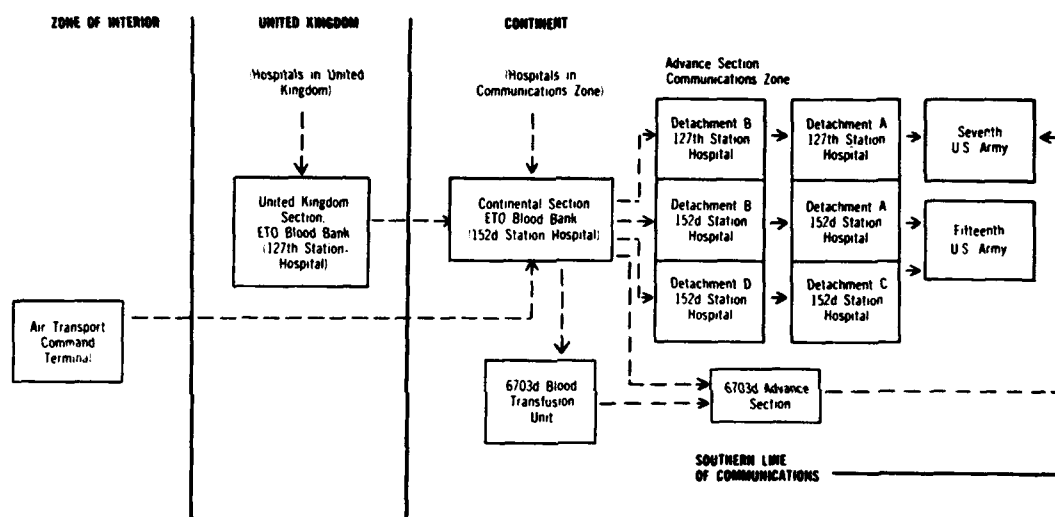 ZONE OF INTERIOR
UNITED KINGDOM
CONTINENT
(Hospitals in United
Kingdom)
(Hospitals in
Communications Zone)
Advance Section
Communications Zone
United Kingdom
Section,
ETO Blood Bank
(127th Station-
Hospital)
Continental Section
ETO Blood Bank
(152d Station Hospital)
Detachment B
127th Station
Hospital
Detachment A
127th Station
Hospital
Seventh
U S Army
Detachment B
152d Station
Hospital
Detachment A
152d Station
Hospital
Fifteenth
U S Army
Detachment D
152d Station
Hospital
Detachment C
152d Station
Hospital
Air Transport
Command
Terminal
6703d Blood
Transfusion
Unit
6703d Advance
Section
SOUTHERN LINE
OF COMMUNICATIONS